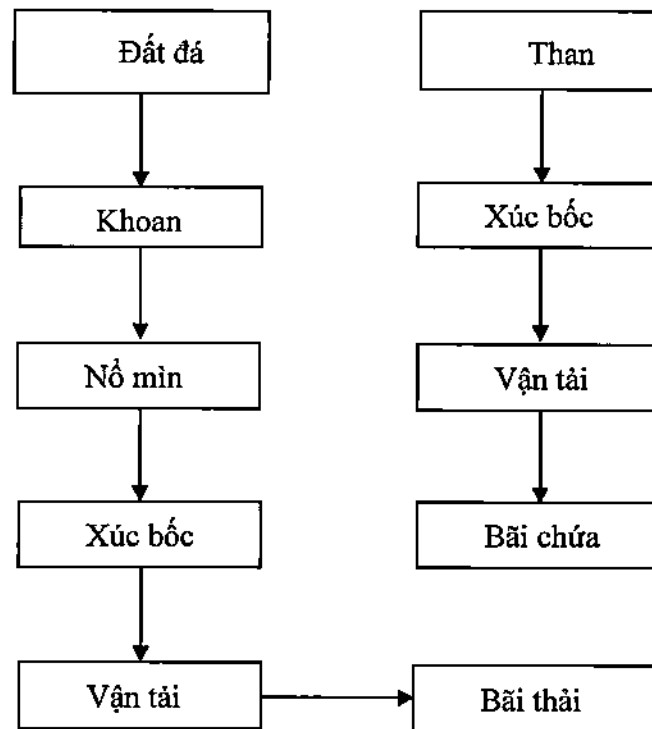 Đất đá
Than
Khoan
Xúc bốc
Nổ mìn
Vận tải
Xúc bốc
Bãi chứa
Vận tải
Bãi thải